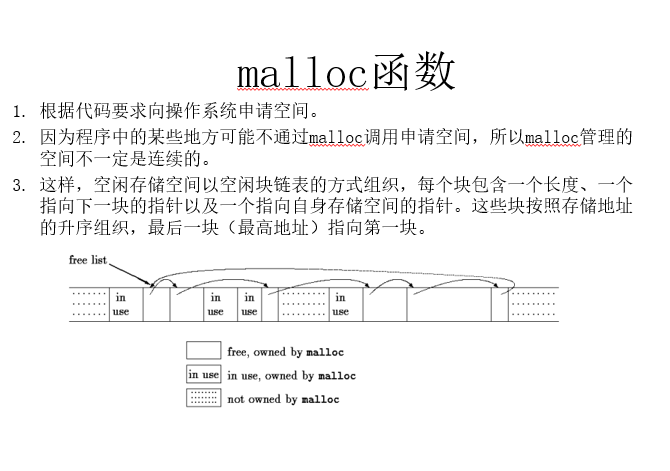 malloc函数
1. 根据代码要求向操作系统申请空间。
2. 因为程序中的某些地方可能不通过malloc调用申请空间，所以malloc管理的
空间不一定是连续的。
3. 这样，空闲存储空间以空闲块链表的方式组织，每个块包含一个长度、一个
指向下一块的指针以及一个指向自身存储空间的指针。这些块按照存储地址
的升序组织，最后一块（最高地址）指向第一块。
free list
in use
in use
in use
in use
free, owned by malloc
in use
in use, owned by malloc
not owned by malloc